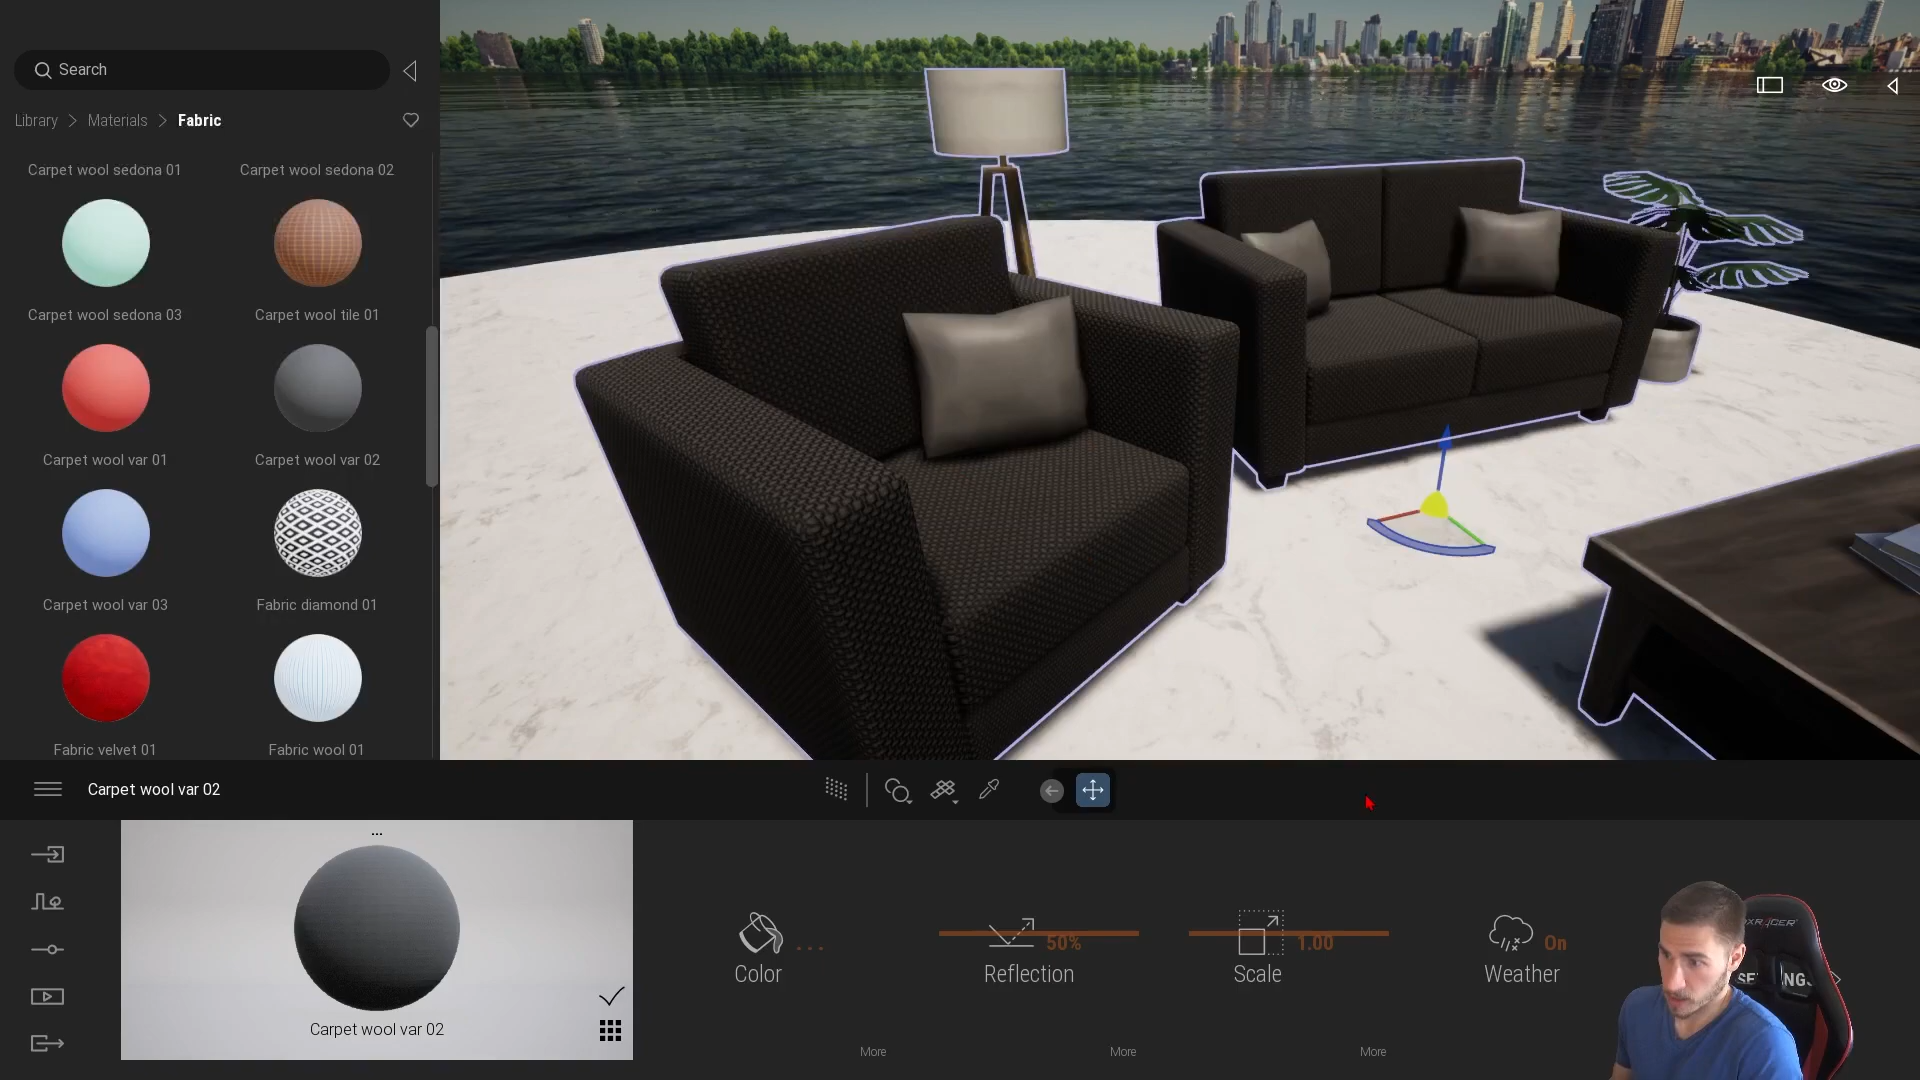 Search
Library Materials Fabric
Carpet wool sedona 01 Carpet wool sedona 02
Carpet wool sedona 03 Carpet wool tile 01
Carpet wool var 01 Carpet wool var 02
Carpet wool var 03 Fabric diamond 01
Fabric velvet 01 Fabric wool 01
Carpet wool var 02
...
Carpet wool var 02
Color ...
Reflection 50%
Scale 1.00
Weather On
More More More